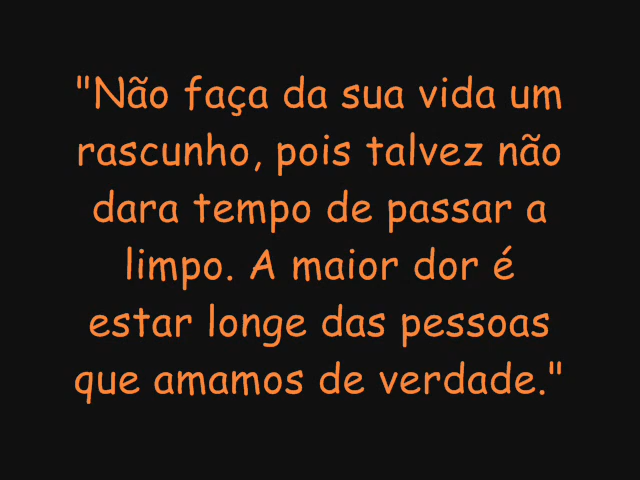 "Não faça da sua vida um
rascunho, pois talvez não
dara tempo de passar a
limpo. A maior dor é
estar longe das pessoas
que amamos de verdade."